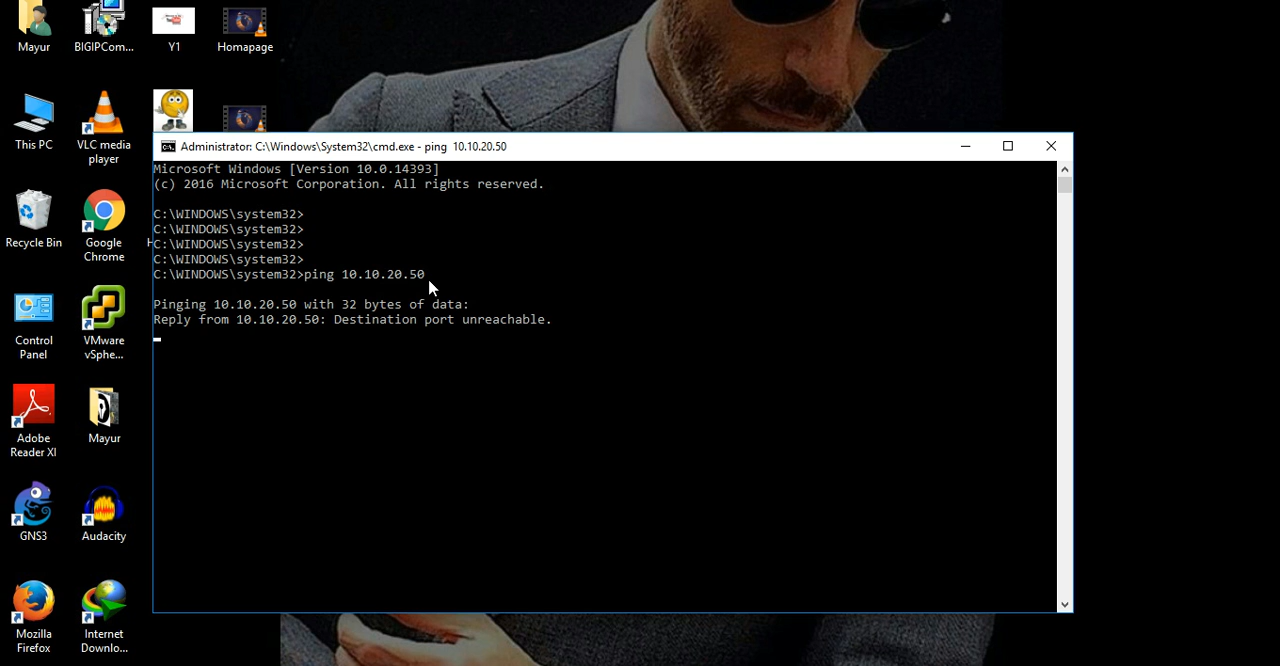 Mayur
BIGIPCom...
Y1
Homapage
This PC
VLC media
player
Recycle Bin
Google
Chrome
H
Control
Panel
VMware
vSphe...
Adobe
Reader XI
Mayur
GNS3
Audacity
Mozilla
Firefox
Internet
Downlo...
Administrator: C:\Windows\System32\cmd.exe - ping  10.10.20.50
Microsoft Windows [Version 10.0.14393]
(c) 2016 Microsoft Corporation. All rights reserved.
C:\WINDOWS\system32>
C:\WINDOWS\system32>
C:\WINDOWS\system32>
C:\WINDOWS\system32>
C:\WINDOWS\system32>ping 10.10.20.50
Pinging 10.10.20.50 with 32 bytes of data:
Reply from 10.10.20.50: Destination port unreachable.